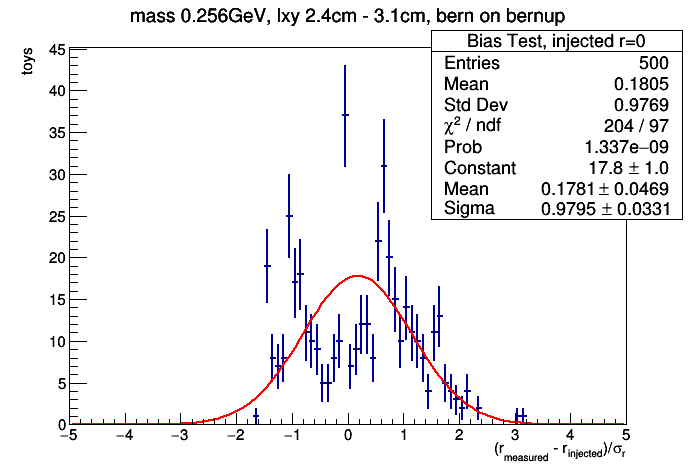 mass 0.256GeV, lxy 2.4cm - 3.1cm, bern on bernup
Bias Test, injected r=0
Entries 500
Mean 0.1805
Std Dev 0.9769
χ² / ndf 204 / 97
Prob 1.337e−09
Constant 17.8 ± 1.0
Mean 0.1781 ± 0.0469
Sigma 0.9795 ± 0.0331
toys
45
40
35
30
25
20
15
10
5
0
−5 −4 −3 −2 −1 0 1 2 3 4 5
(r_measured - r_injected)/σ_r